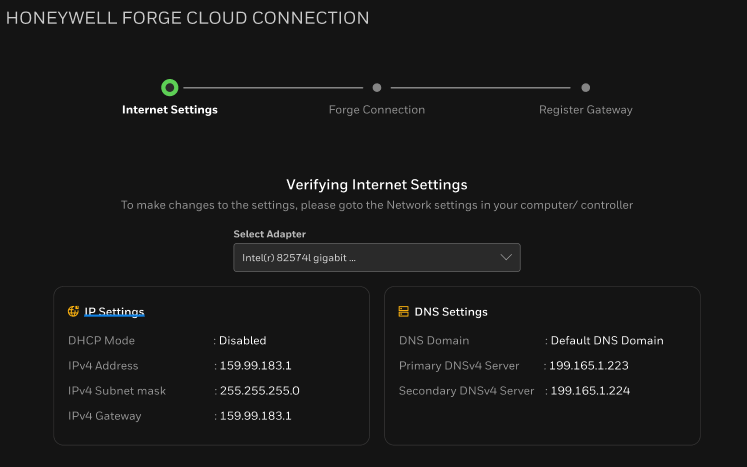 HONEYWELL FORGE CLOUD CONNECTION
Internet Settings
Forge Connection
Register Gateway
Verifying Internet Settings
To make changes to the settings, please goto the Network settings in your computer/ controller
Select Adapter
Intel(r) 82574l gigabit ...
IP Settings
DHCP Mode : Disabled
IPv4 Address : 159.99.183.1
IPv4 Subnet mask : 255.255.255.0
IPv4 Gateway : 159.99.183.1
DNS Settings
DNS Domain : Default DNS Domain
Primary DNSv4 Server : 199.165.1.223
Secondary DNSv4 Server : 199.165.1.224